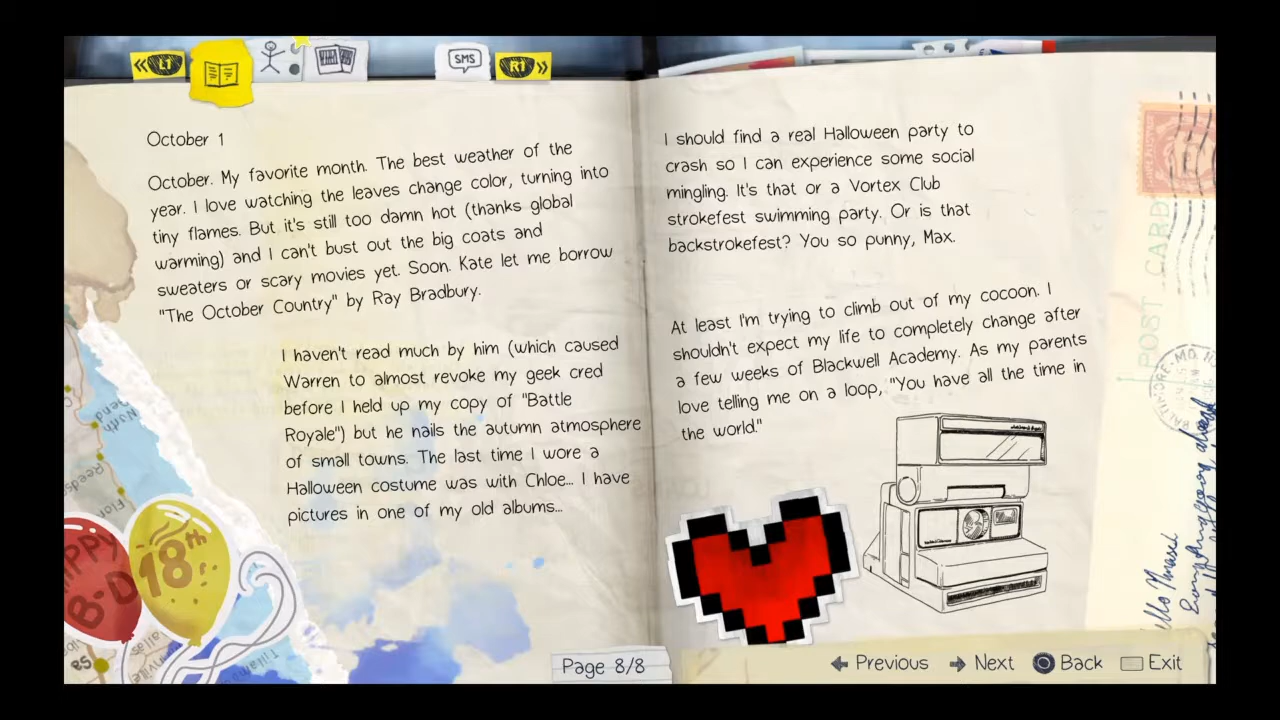 L1
SMS
R1
October 1
October. My favorite month. The best weather of the
year. I love watching the leaves change color, turning into
tiny flames. But it's still too damn hot (thanks global
warming) and I can't bust out the big coats and
sweaters or scary movies yet. Soon. Kate let me borrow
"The October Country" by Ray Bradbury.
I haven't read much by him (which caused
Warren to almost revoke my geek cred
before I held up my copy of "Battle
Royale") but he nails the autumn atmosphere
of small towns. The last time I wore a
Halloween costume was with Chloe... I have
pictures in one of my old albums...
I should find a real Halloween party to
crash so I can experience some social
mingling. It's that or a Vortex Club
strokefest swimming party. Or is that
backstrokefest? You so punny, Max.
At least I'm trying to climb out of my cocoon. I
shouldn't expect my life to completely change after
a few weeks of Blackwell Academy. As my parents
love telling me on a loop, "You have all the time in
the world."
18th
B-D
North
Bend
POST CARD
Page 8/8
Previous
Next
Back
Exit